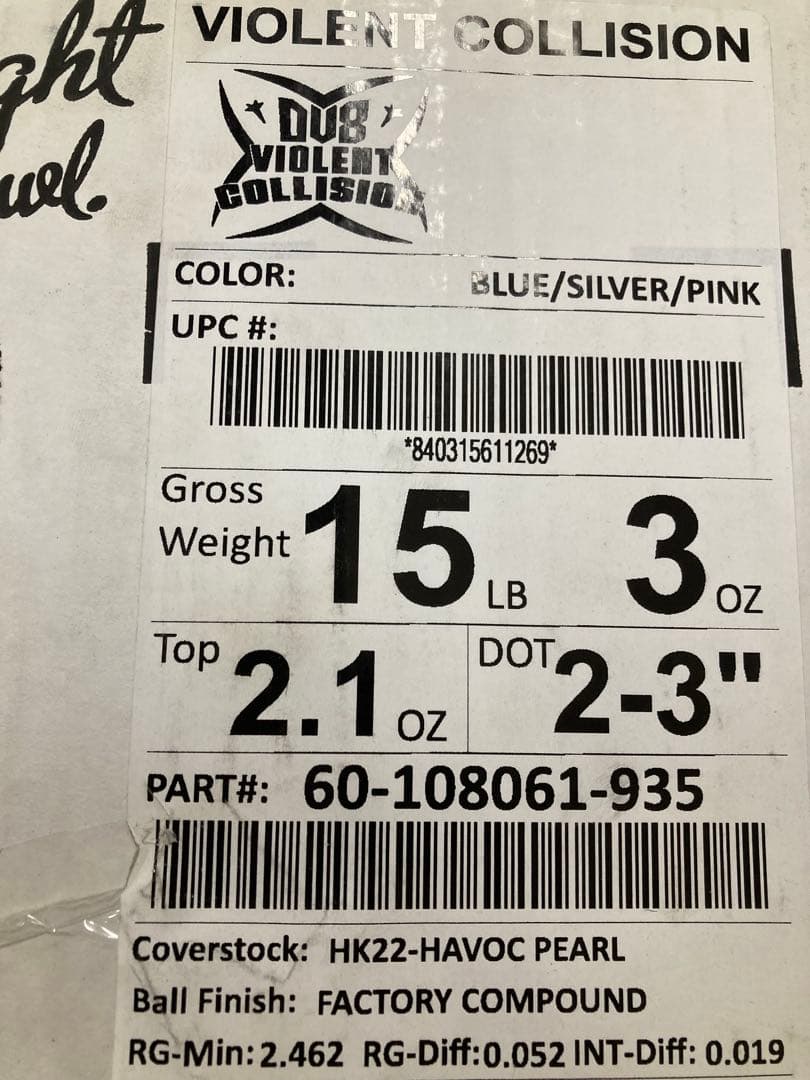 VIOLENT COLLISION
DV8
VIOLENT
COLLISION
COLOR: BLUE/SILVER/PINK
UPC #:
*840315611269*
Gross Weight 15 LB 3 OZ
Top 2.1 OZ DOT 2-3"
PART#: 60-108061-935
Coverstock: HK22-HAVOC PEARL
Ball Finish: FACTORY COMPOUND
RG-Min: 2.462 RG-Diff: 0.052 INT-Diff: 0.019